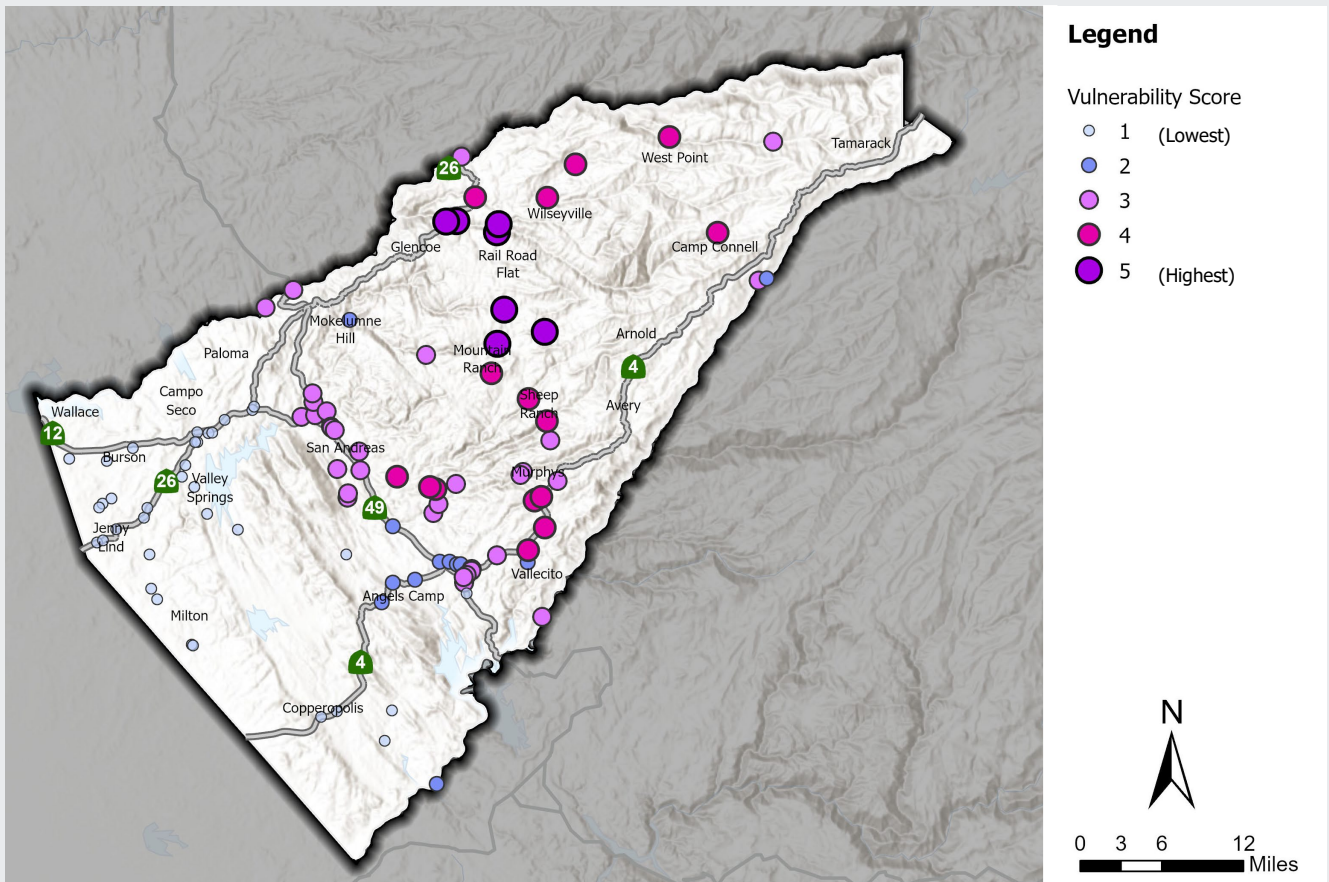 Legend
Vulnerability Score
1 (Lowest)
2
3
4
5 (Highest)
Tamarack
West Point
26
Wilseyville
Camp Connell
Glencoe
Rail Road
Flat
Mokelumne
Hill
Arnold
Paloma
Mountain
Ranch
4
Campo
Seco
Sheep
Ranch
Avery
Wallace
12
San Andreas
Burson
Murphys
26
Valley
Springs
49
Jenny
Lind
Vallecito
Angels Camp
Milton
4
Copperopolis
N
0 3 6 12
Miles